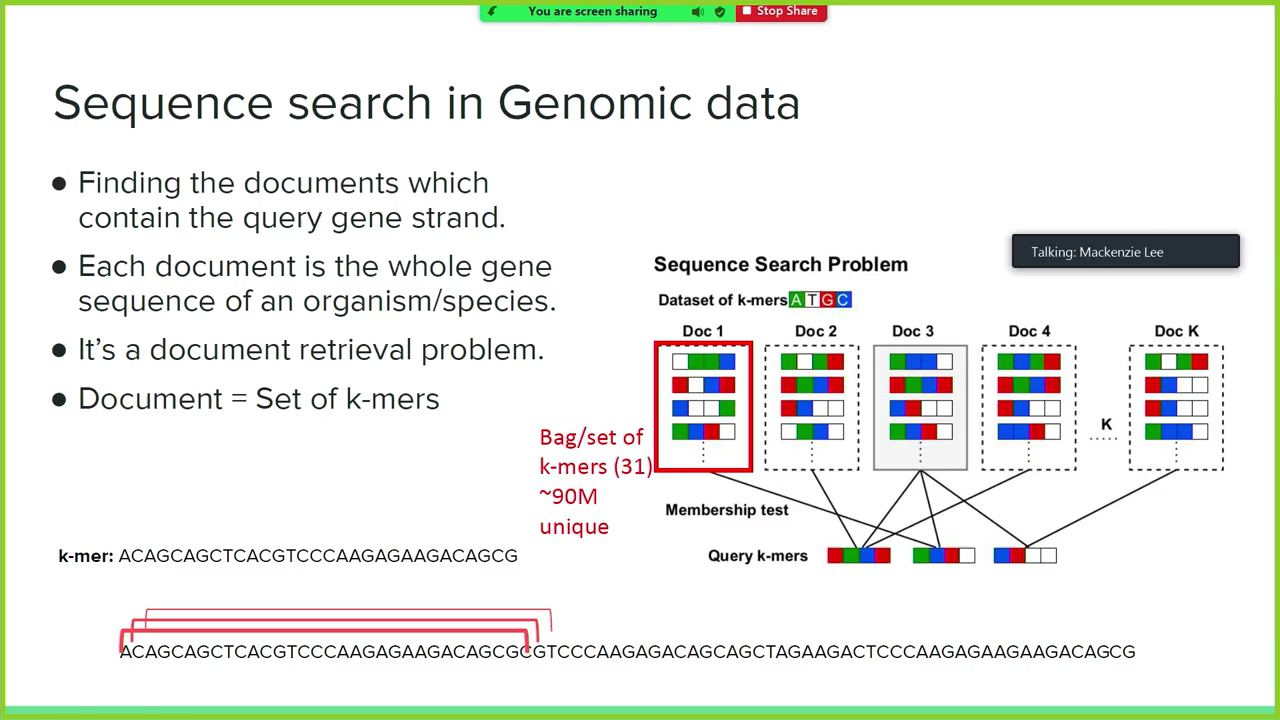 You are screen sharing
Stop Share
Sequence search in Genomic data
● Finding the documents which
contain the query gene strand.
● Each document is the whole gene
sequence of an organism/species.
● It's a document retrieval problem.
● Document = Set of k-mers
Talking: Mackenzie Lee
Sequence Search Problem
Dataset of k-mers A T G C
Doc 1 Doc 2 Doc 3 Doc 4 Doc K
K
Bag/set of
k-mers (31)
~90M
unique
Membership test
Query k-mers
k-mer: ACAGCAGCTCACGTCCCAAGAGAAGACAGCG
ACAGCAGCTCACGTCCCAAGAGAAGACAGCGCGTCCCAAGAGACAGCAGCTAGAAGACTCCCAAGAGAAGAAGACAGCG